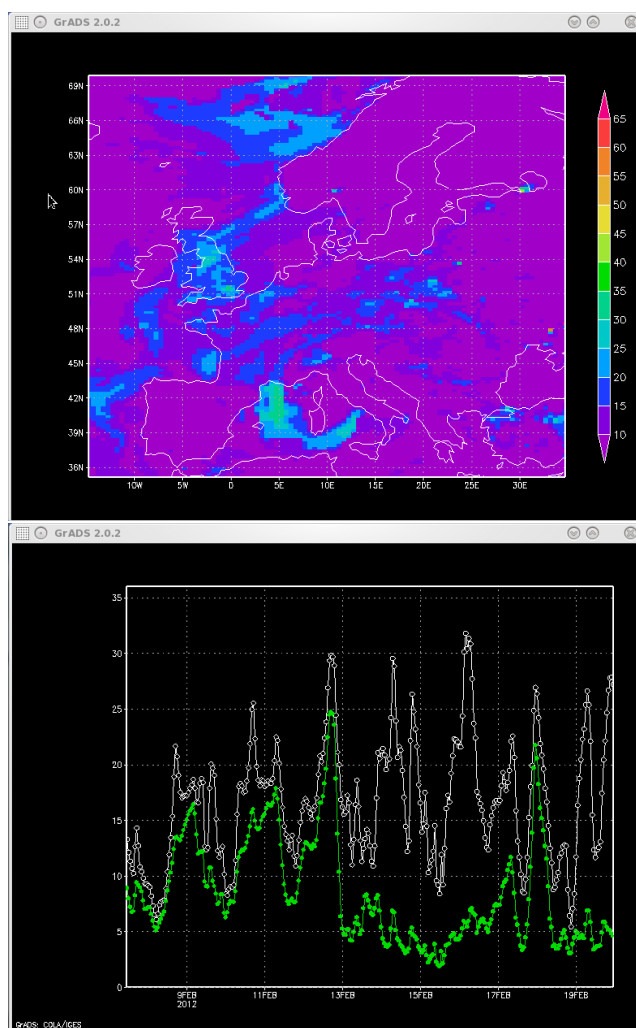 GrADS 2.0.2
69N
66N
63N
60N
57N
54N
51N
48N
45N
42N
39N
36N
10W 5W 0 5E 10E 15E 20E 25E 30E
65
60
55
50
45
40
35
30
25
20
15
10
GrADS 2.0.2
35
30
25
20
15
10
5
0
9FEB 11FEB 13FEB 15FEB 17FEB 19FEB
2012
GrADS: COLA/IGES